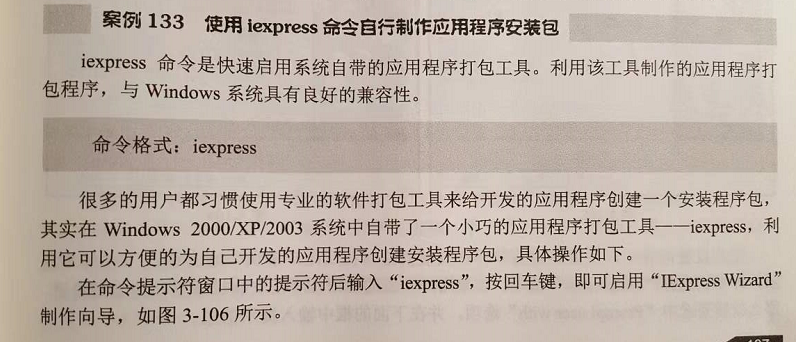 案例 133 使用 iexpress 命令自行制作应用程序安装包
iexpress 命令是快速启用系统自带的应用程序打包工具。利用该工具制作的应用程序打
包程序，与 Windows 系统具有良好的兼容性。
命令格式：iexpress
很多的用户都习惯使用专业的软件打包工具来给开发的应用程序创建一个安装程序包，
其实在 Windows 2000/XP/2003 系统中自带了一个小巧的应用程序打包工具——iexpress，利
用它可以方便的为自己开发的应用程序创建安装程序包，具体操作如下。
在命令提示符窗口中的提示符后输入“iexpress”，按回车键，即可启用“IExpress Wizard”
制作向导，如图 3-106 所示。